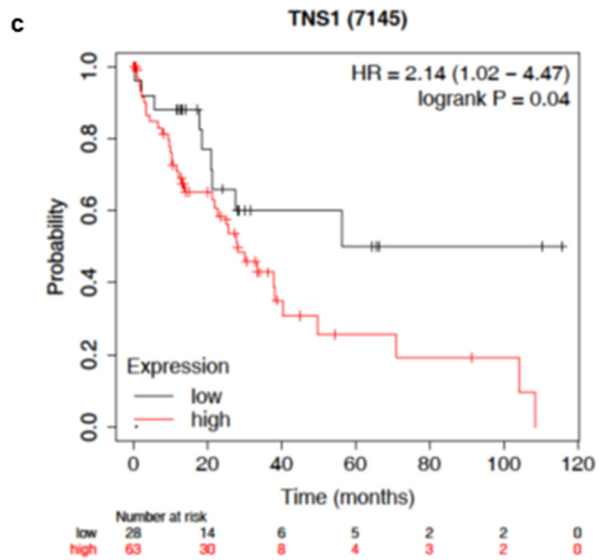 c
TNS1 (7145)
HR = 2.14 (1.02 − 4.47)
logrank P = 0.04
Probability
1.0
0.8
0.6
0.4
0.2
0.0
Expression
low
high
0 20 40 60 80 100 120
Time (months)
Number at risk
low 28 14 6 5 2 2 0
high 63 30 8 4 3 2 0